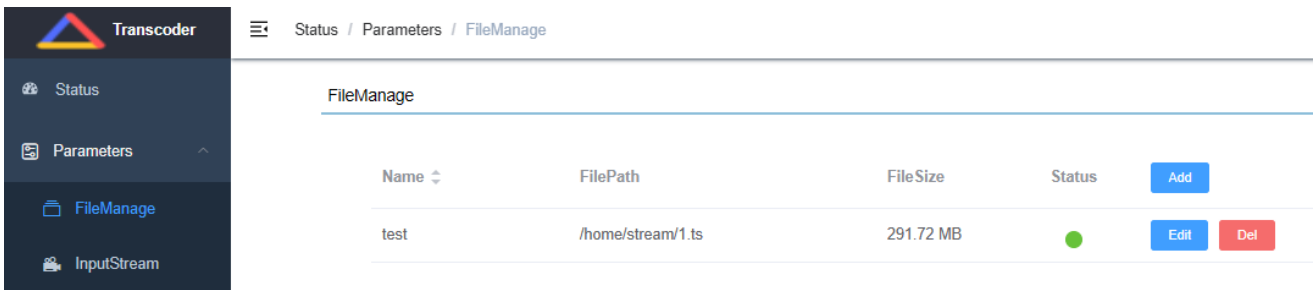 Transcoder
Status / Parameters / FileManage
Status
Parameters
FileManage
InputStream
FileManage
Name FilePath FileSize Status Add
test /home/stream/1.ts 291.72 MB Edit Del